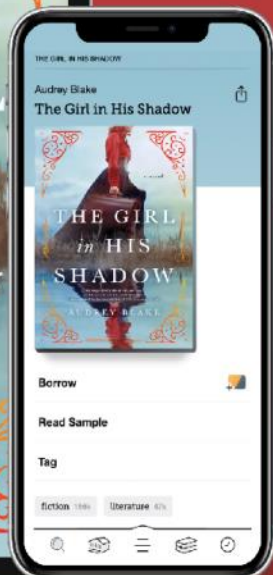 THE GIRL IN HIS SHADOW
Audrey Blake
The Girl in His Shadow
a novel
THE GIRL
in HIS
SHADOW
AUDREY BLAKE
Borrow
Read Sample
Tag
fiction
literature